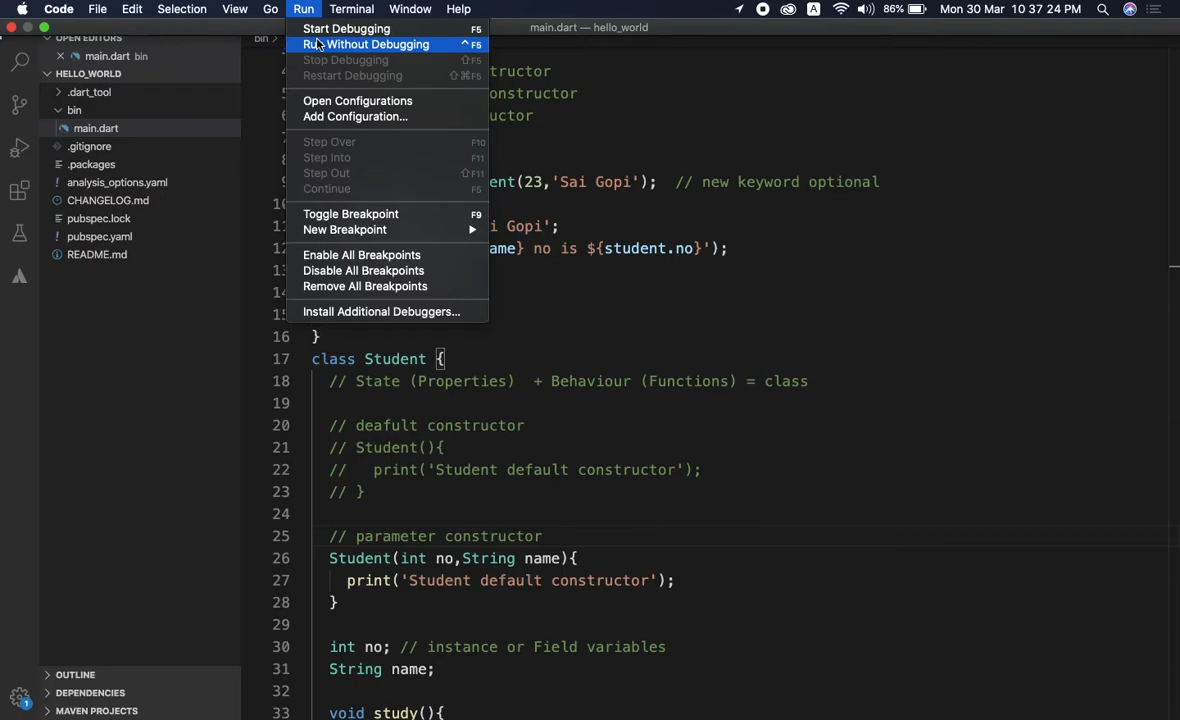 Code File Edit Selection View Go Run Terminal Window Help A 86% Mon 30 Mar 10 37 24 PM
main.dart — hello_world
OPEN EDITORS
main.dart bin
HELLO_WORLD
.dart_tool
bin
main.dart
.gitignore
.packages
analysis_options.yaml
CHANGELOG.md
pubspec.lock
pubspec.yaml
README.md
OUTLINE
DEPENDENCIES
MAVEN PROJECTS
1
Start Debugging F5
Run Without Debugging ^ F5
Stop Debugging ⇧F5
Restart Debugging ⇧⌘F5
Open Configurations
Add Configuration...
Step Over F10
Step Into F11
Step Out ⇧F11
Continue F5
Toggle Breakpoint F9
New Breakpoint
Enable All Breakpoints
Disable All Breakpoints
Remove All Breakpoints
Install Additional Debuggers...
bin
tructor
onstructor
uctor
ent(23,'Sai Gopi'); // new keyword optional
i Gopi';
ame} no is ${student.no}');
16 }
17 class Student {
18 // State (Properties) + Behaviour (Functions) = class
19
20 // deafult constructor
21 // Student(){
22 // print('Student default constructor');
23 // }
24
25 // parameter constructor
26 Student(int no,String name){
27 print('Student default constructor');
28 }
29
30 int no; // instance or Field variables
31 String name;
32
33 void study(){